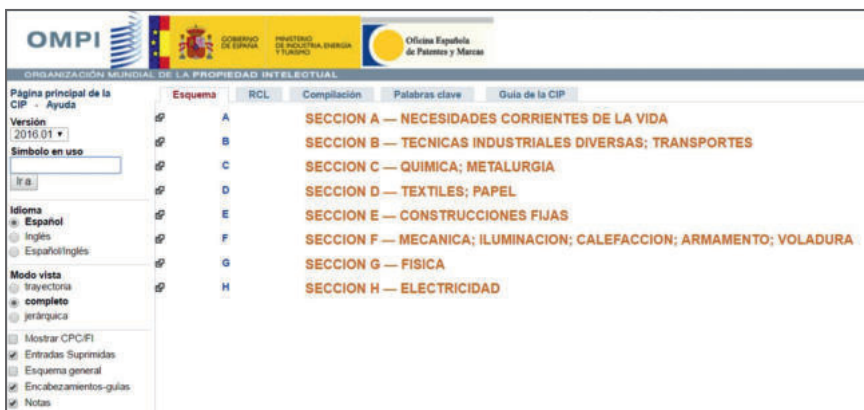 OMPI
GOBIERNO
DE ESPAÑA
MINISTERIO
DE INDUSTRIA, ENERGÍA
Y TURISMO
Oficina Española
de Patentes y Marcas
ORGANIZACIÓN MUNDIAL DE LA PROPIEDAD INTELECTUAL
Página principal de la
CIP - Ayuda
Versión
2016.01
Símbolo en uso
Ir a
Idioma
Español
Inglés
Español/Inglés
Modo vista
trayectoria
completo
jerárquica
Mostrar CPC/FI
Entradas Suprimidas
Esquema general
Encabezamientos-guías
Notas
Esquema RCL Compilación Palabras clave Guía de la CIP
A SECCION A — NECESIDADES CORRIENTES DE LA VIDA
B SECCION B — TECNICAS INDUSTRIALES DIVERSAS; TRANSPORTES
C SECCION C — QUIMICA; METALURGIA
D SECCION D — TEXTILES; PAPEL
E SECCION E — CONSTRUCCIONES FIJAS
F SECCION F — MECANICA; ILUMINACION; CALEFACCION; ARMAMENTO; VOLADURA
G SECCION G — FISICA
H SECCION H — ELECTRICIDAD